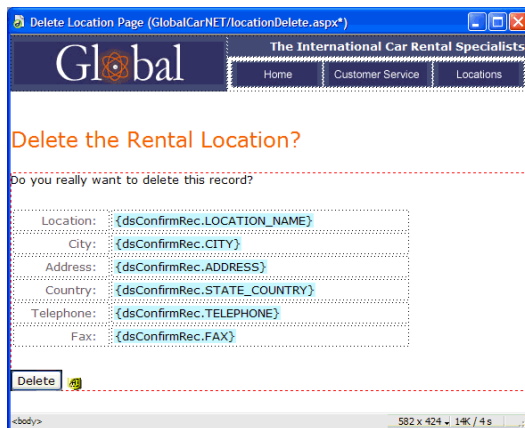 Delete Location Page (GlobalCarNET/locationDelete.aspx*)
Global
The International Car Rental Specialists
Home Customer Service Locations
Delete the Rental Location?
Do you really want to delete this record?
Location: {dsConfirmRec.LOCATION_NAME}
City: {dsConfirmRec.CITY}
Address: {dsConfirmRec.ADDRESS}
Country: {dsConfirmRec.STATE_COUNTRY}
Telephone: {dsConfirmRec.TELEPHONE}
Fax: {dsConfirmRec.FAX}
Delete
<body> 582 x 424 14K / 4 s